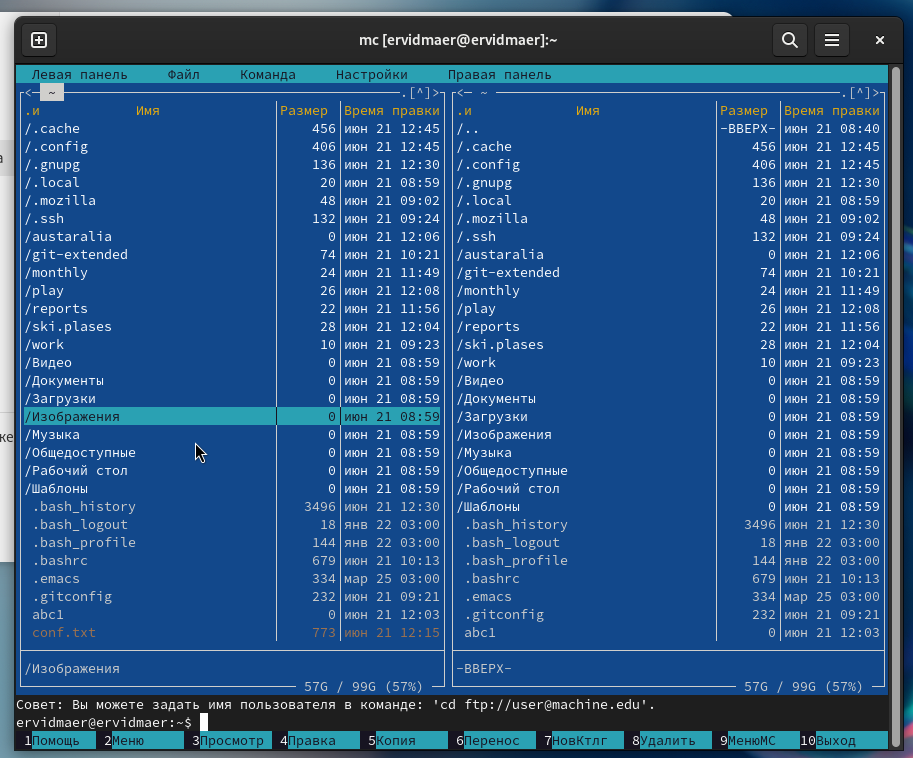 mc [ervidmaer@ervidmaer]:~
Левая панель Файл Команда Настройки Правая панель
<─ ~ .[^]> <─ ~ .[^]>
.и Имя Размер Время правки .и Имя Размер Время правки
/.cache 456 июн 21 12:45 /.. -ВВЕРХ- июн 21 08:40
/.config 406 июн 21 12:45 /.cache 456 июн 21 12:45
/.gnupg 136 июн 21 12:30 /.config 406 июн 21 12:45
/.local 20 июн 21 08:59 /.gnupg 136 июн 21 12:30
/.mozilla 48 июн 21 09:02 /.local 20 июн 21 08:59
/.ssh 132 июн 21 09:24 /.mozilla 48 июн 21 09:02
/austaralia 0 июн 21 12:06 /.ssh 132 июн 21 09:24
/git-extended 74 июн 21 10:21 /austaralia 0 июн 21 12:06
/monthly 24 июн 21 11:49 /git-extended 74 июн 21 10:21
/play 26 июн 21 12:08 /monthly 24 июн 21 11:49
/reports 22 июн 21 11:56 /play 26 июн 21 12:08
/ski.plases 28 июн 21 12:04 /reports 22 июн 21 11:56
/work 10 июн 21 09:23 /ski.plases 28 июн 21 12:04
/Видео 0 июн 21 08:59 /work 10 июн 21 09:23
/Документы 0 июн 21 08:59 /Видео 0 июн 21 08:59
/Загрузки 0 июн 21 08:59 /Документы 0 июн 21 08:59
/Изображения 0 июн 21 08:59 /Загрузки 0 июн 21 08:59
/Музыка 0 июн 21 08:59 /Изображения 0 июн 21 08:59
/Общедоступные 0 июн 21 08:59 /Музыка 0 июн 21 08:59
/Рабочий стол 0 июн 21 08:59 /Общедоступные 0 июн 21 08:59
/Шаблоны 0 июн 21 08:59 /Рабочий стол 0 июн 21 08:59
.bash_history 3496 июн 21 12:30 /Шаблоны 0 июн 21 08:59
.bash_logout 18 янв 22 03:00 .bash_history 3496 июн 21 12:30
.bash_profile 144 янв 22 03:00 .bash_logout 18 янв 22 03:00
.bashrc 679 июн 21 10:13 .bash_profile 144 янв 22 03:00
.emacs 334 мар 25 03:00 .bashrc 679 июн 21 10:13
.gitconfig 232 июн 21 09:21 .emacs 334 мар 25 03:00
abc1 0 июн 21 12:03 .gitconfig 232 июн 21 09:21
conf.txt 773 июн 21 12:15 abc1 0 июн 21 12:03
/Изображения -ВВЕРХ-
57G / 99G (57%) 57G / 99G (57%)
Совет: Вы можете задать имя пользователя в команде: 'cd ftp://user@machine.edu'.
ervidmaer@ervidmaer:~$
1Помощь 2Меню 3Просмотр 4Правка 5Копия 6Перенос 7НовКтлг 8Удалить 9МенюMC 10Выход